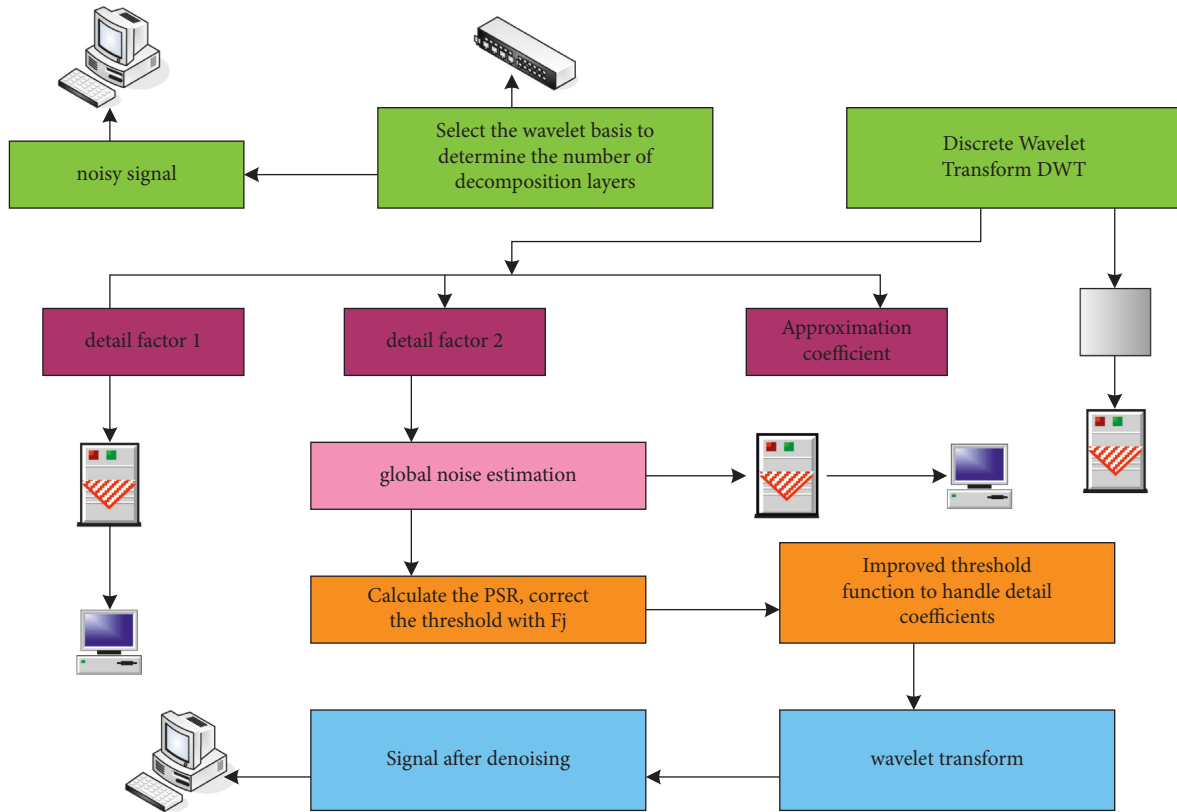 noisy signal
Select the wavelet basis to
determine the number of
decomposition layers
Discrete Wavelet
Transform DWT
detail factor 1
detail factor 2
Approximation
coefficient
global noise estimation
Calculate the PSR, correct
the threshold with Fj
Improved threshold
function to handle detail
coefficients
Signal after denoising
wavelet transform